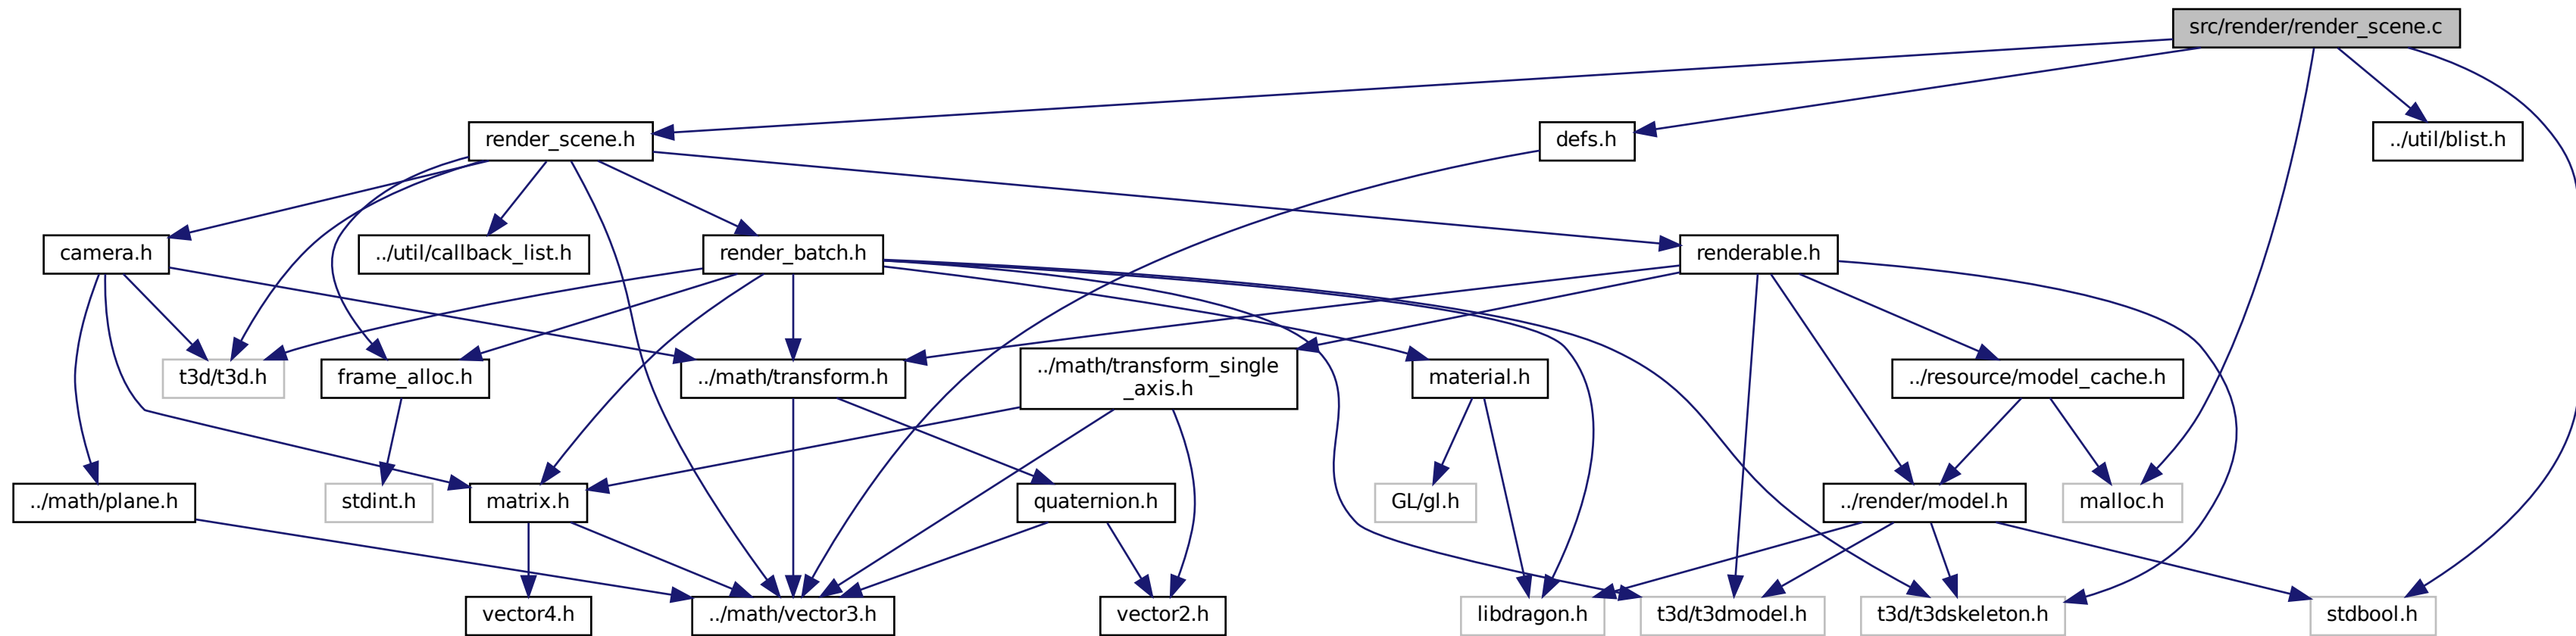 src/render/render_scene.c
render_scene.h
defs.h
../util/blist.h
camera.h
../util/callback_list.h
render_batch.h
renderable.h
t3d/t3d.h
frame_alloc.h
../math/transform.h
../math/transform_single
_axis.h
material.h
../resource/model_cache.h
../math/plane.h
stdint.h
matrix.h
quaternion.h
GL/gl.h
../render/model.h
malloc.h
vector4.h
../math/vector3.h
vector2.h
libdragon.h
t3d/t3dmodel.h
t3d/t3dskeleton.h
stdbool.h